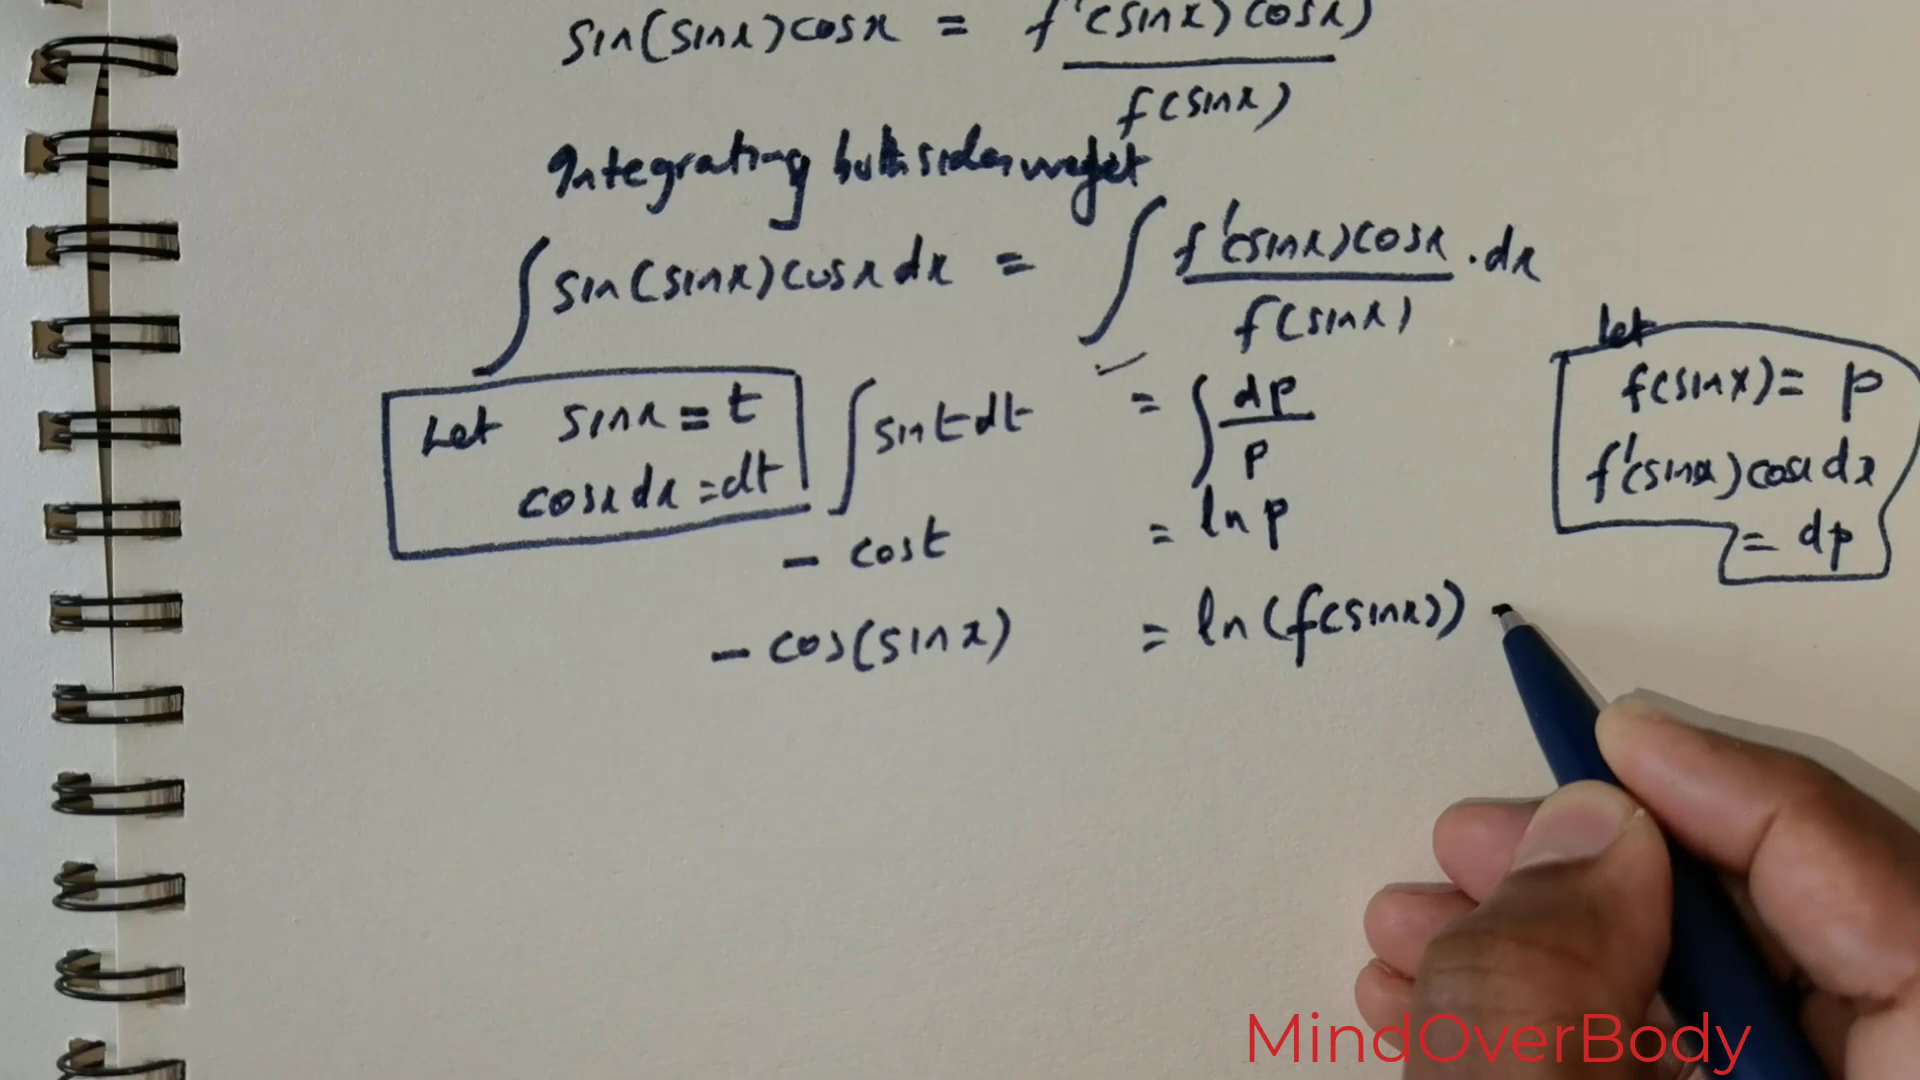 sin(sinx)cosx = f'(sinx)cosx)
f(sinx)
Integrating both sides we get
∫ sin(sinx)cosx dx = ∫ f'(sinx)cosx . dx
f(sinx)
Let sinx = t
cosx dx = dt
∫ sint dt = ∫ dp
p
let
f(sinx) = p
f'(sinx) cosx dx
= dp
- cost = ln p
- cos(sinx) = ln(f(sinx))
MindOverBody